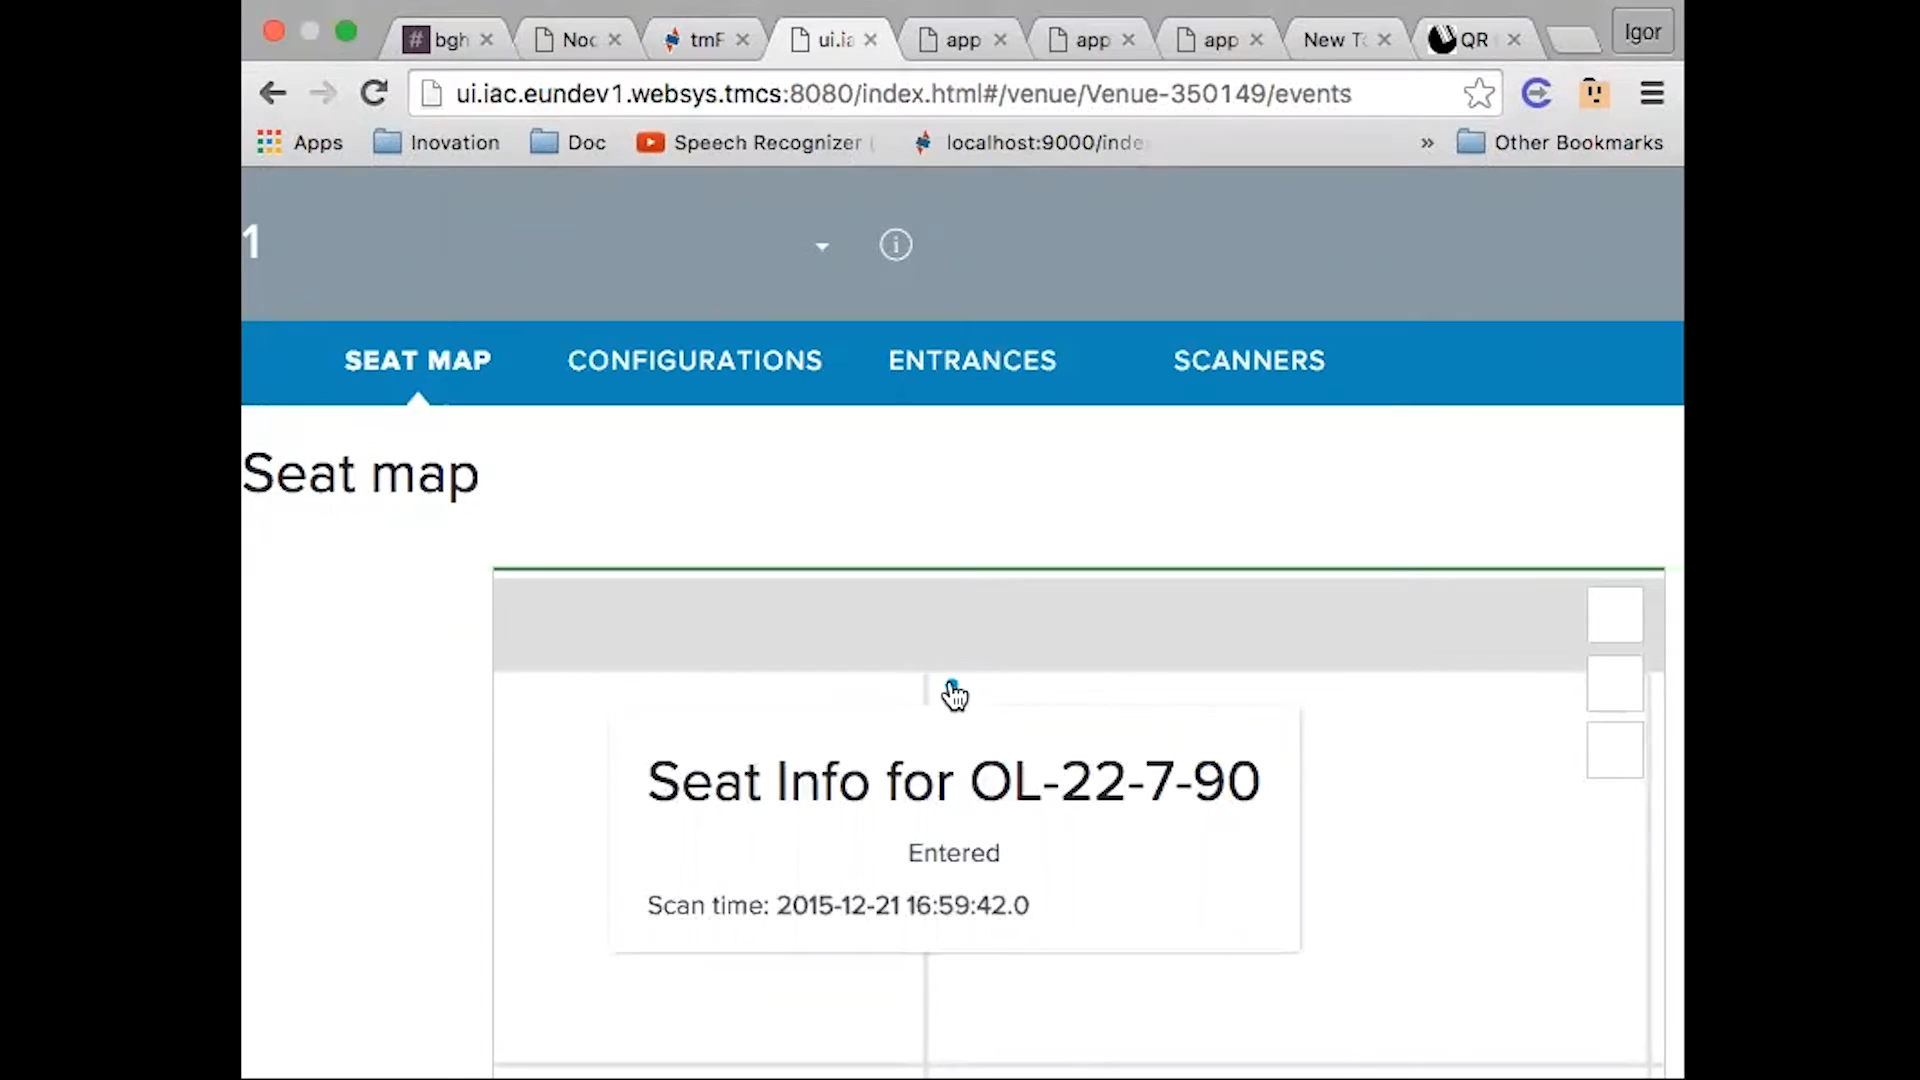 # bgh Noc tmF ui.ia app app app New T QR Igor
ui.iac.eundev1.websys.tmcs:8080/index.html#/venue/Venue-350149/events
Apps Inovation Doc Speech Recognizer ( localhost:9000/inde » Other Bookmarks
1 i
SEAT MAP CONFIGURATIONS ENTRANCES SCANNERS
Seat map
Seat Info for OL-22-7-90
Entered
Scan time: 2015-12-21 16:59:42.0